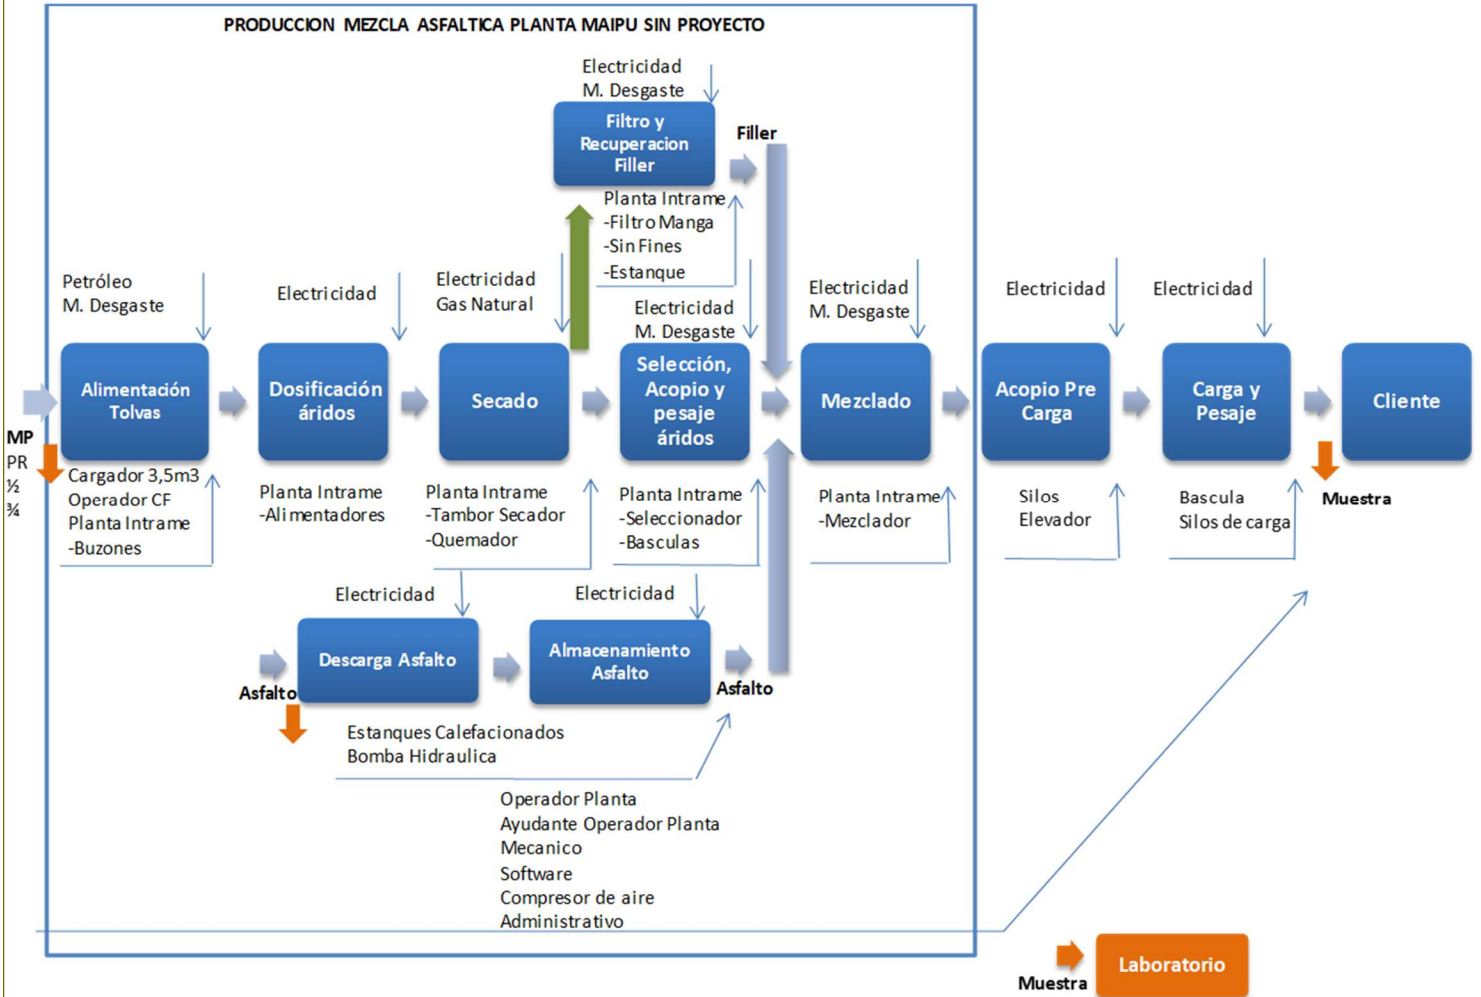 PRODUCCION MEZCLA ASFALTICA PLANTA MAIPU SIN PROYECTO
Electricidad
M. Desgaste
Filtro y
Recuperacion
Filler
Filler
Planta Intrame
-Filtro Manga
-Sin Fines
-Estanque
Petróleo
M. Desgaste
Electricidad
Electricidad
Gas Natural
Electricidad
M. Desgaste
Electricidad
M. Desgaste
Electricidad
Electricidad
Alimentación
Tolvas
Dosificación
áridos
Secado
Selección,
Acopio y
pesaje
áridos
Mezclado
Acopio Pre
Carga
Carga y
Pesaje
Cliente
MP
PR
½
¾
Cargador 3,5m3
Operador CF
Planta Intrame
-Buzones
Planta Intrame
-Alimentadores
Planta Intrame
-Tambor Secador
-Quemador
Planta Intrame
-Seleccionador
-Basculas
Planta Intrame
-Mezclador
Silos
Elevador
Bascula
Silos de carga
Muestra
Electricidad
Electricidad
Asfalto
Descarga Asfalto
Almacenamiento
Asfalto
Asfalto
Estanques Calefacionados
Bomba Hidraulica
Operador Planta
Ayudante Operador Planta
Mecanico
Software
Compresor de aire
Administrativo
Muestra
Laboratorio